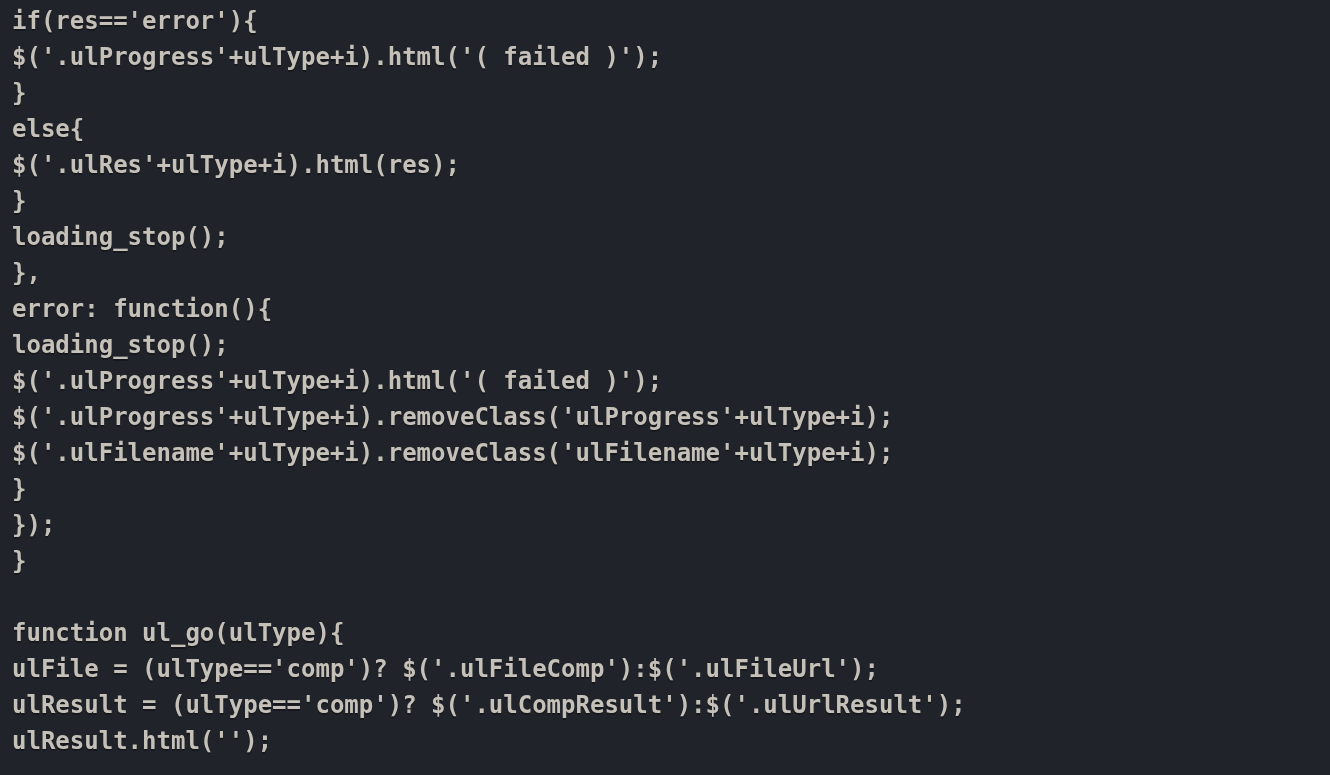 if(res=='error'){
$('.ulProgress'+ulType+i).html('( failed )');
}
else{
$('.ulRes'+ulType+i).html(res);
}
loading_stop();
},
error: function(){
loading_stop();
$('.ulProgress'+ulType+i).html('( failed )');
$('.ulProgress'+ulType+i).removeClass('ulProgress'+ulType+i);
$('.ulFilename'+ulType+i).removeClass('ulFilename'+ulType+i);
}
});
}

function ul_go(ulType){
ulFile = (ulType=='comp')? $('.ulFileComp'):$('.ulFileUrl');
ulResult = (ulType=='comp')? $('.ulCompResult'):$('.ulUrlResult');
ulResult.html('');